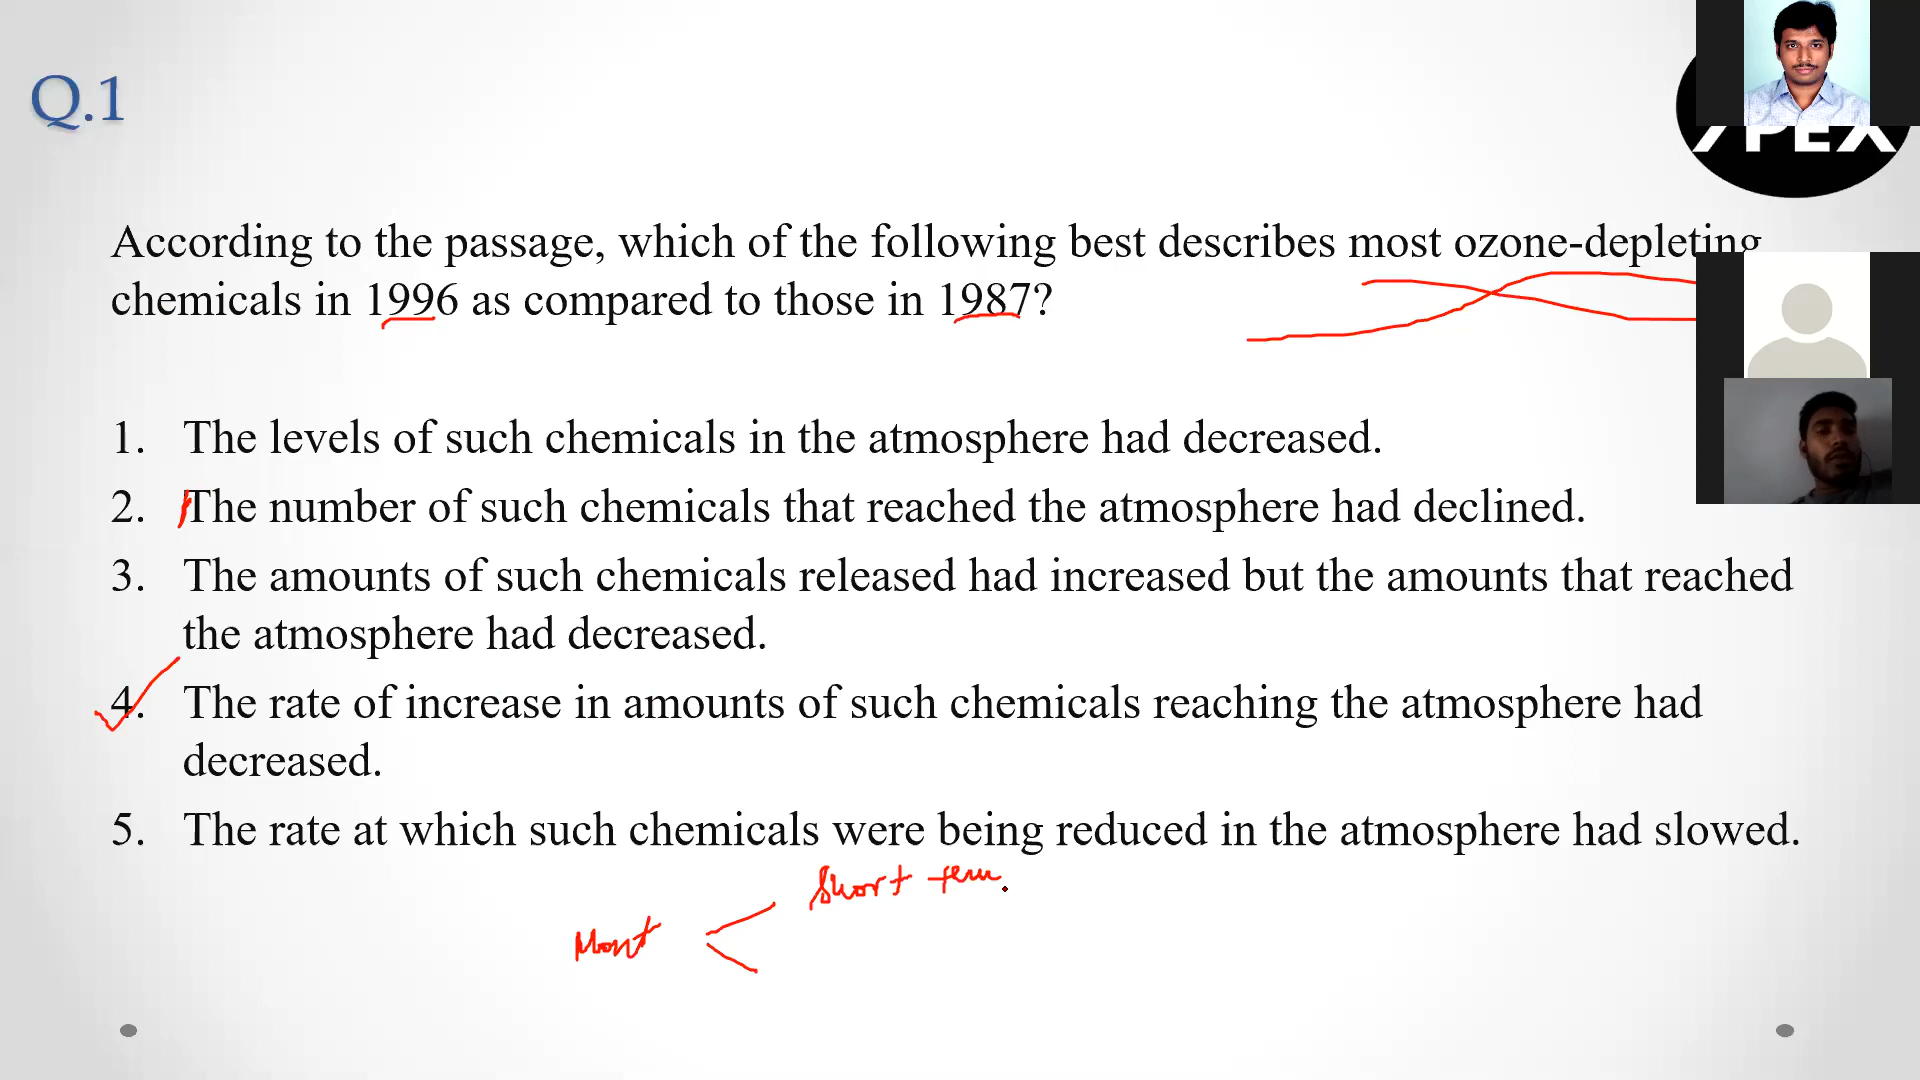 Q.1
APEX
According to the passage, which of the following best describes most ozone-depleting
chemicals in 1996 as compared to those in 1987?
1. The levels of such chemicals in the atmosphere had decreased.
2. The number of such chemicals that reached the atmosphere had declined.
3. The amounts of such chemicals released had increased but the amounts that reached
the atmosphere had decreased.
4. The rate of increase in amounts of such chemicals reaching the atmosphere had
decreased.
5. The rate at which such chemicals were being reduced in the atmosphere had slowed.
Short term